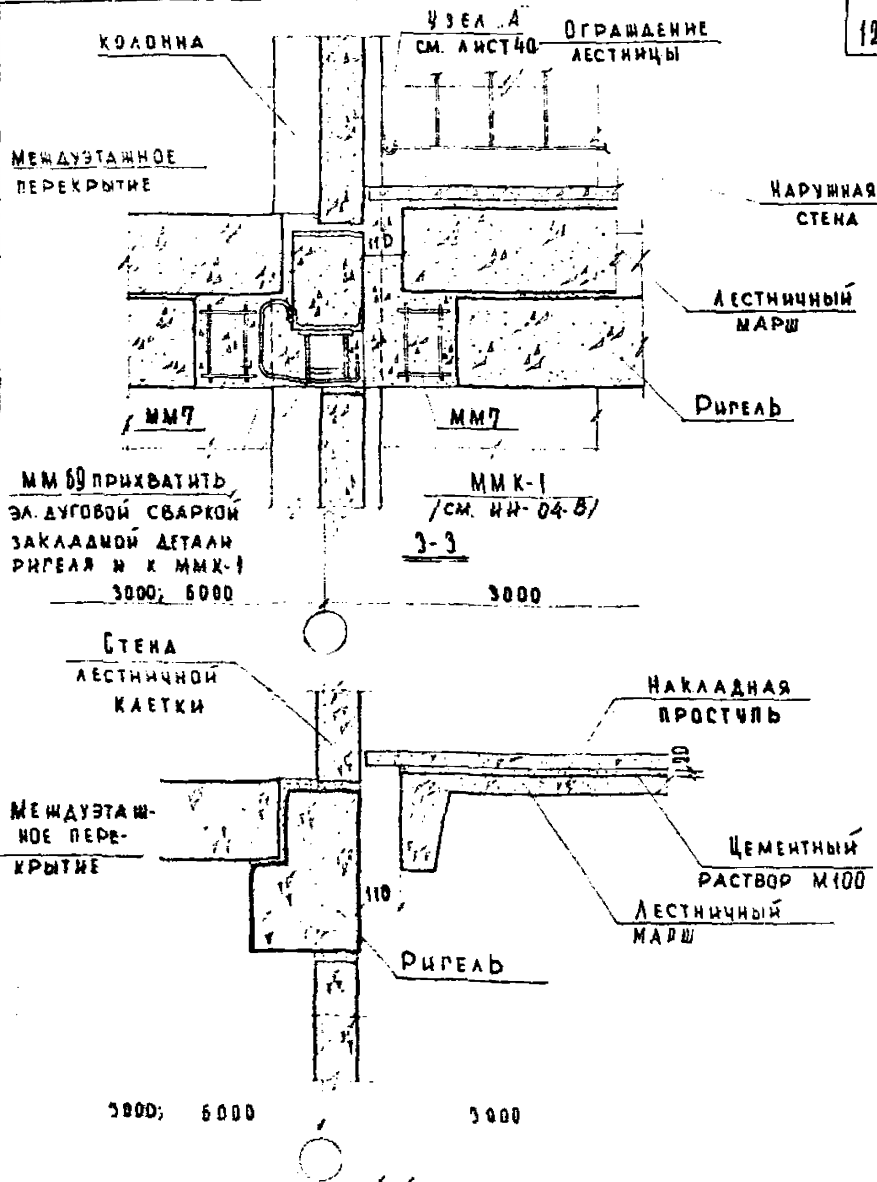 12
УЗЕЛ „А"
СМ. ЛИСТ 40
ОГРАЖДЕНИЕ
ЛЕСТНИЦЫ
КОЛОННА
МЕЖДУЭТАЖНОЕ
ПЕРЕКРЫТИЕ
НАРУЖНАЯ
СТЕНА
110
ЛЕСТНИЧНЫЙ
МАРШ
РИГЕЛЬ
ММ7
ММ7
ММ 69 ПРИХВАТИТЬ
ЭЛ. ДУГОВОЙ СВАРКОЙ
ЗАКЛАДНОЙ ДЕТАЛИ
РИГЕЛЯ И К ММК-1
ММК-1
/СМ. ИИ-04-8/
3-3
3000; 6000
3000
СТЕНА
ЛЕСТНИЧНОЙ
КЛЕТКИ
НАКЛАДНАЯ
ПРОСТУПЬ
20
МЕЖДУЭТАЖ-
НОЕ ПЕРЕ-
КРЫТИЕ
ЦЕМЕНТНЫЙ
РАСТВОР М100
110
ЛЕСТНИЧНЫЙ
МАРШ
РИГЕЛЬ
3000; 6000
3000